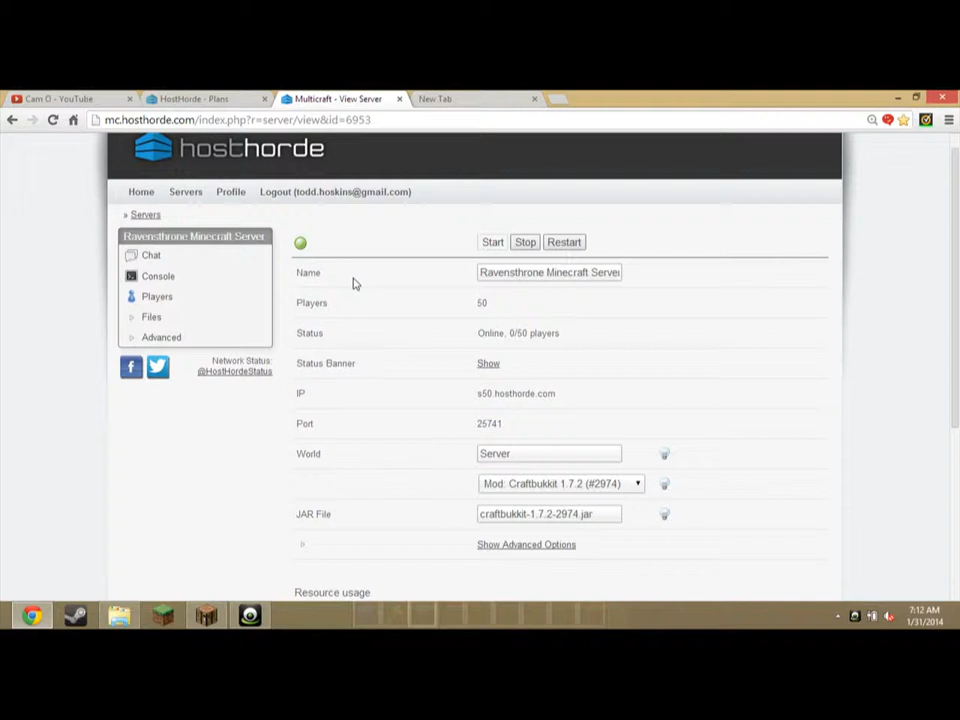 Cam O - YouTube
HostHorde - Plans
Multicraft - View Server
New Tab
mc.hosthorde.com/index.php?r=server/view&id=6953
hosthorde
Home
Servers
Profile
Logout (todd.hoskins@gmail.com)
» Servers
Ravensthrone Minecraft Server
Chat
Console
Players
Files
Advanced
Network Status:
@HostHordeStatus
Start
Stop
Restart
Name
Ravensthrone Minecraft Server
Players
50
Status
Online, 0/50 players
Status Banner
Show
IP
s50.hosthorde.com
Port
25741
World
Server
Mod: Craftbukkit 1.7.2 (#2974)
JAR File
craftbukkit-1.7.2-2974.jar
Show Advanced Options
Resource usage
7:12 AM
1/31/2014